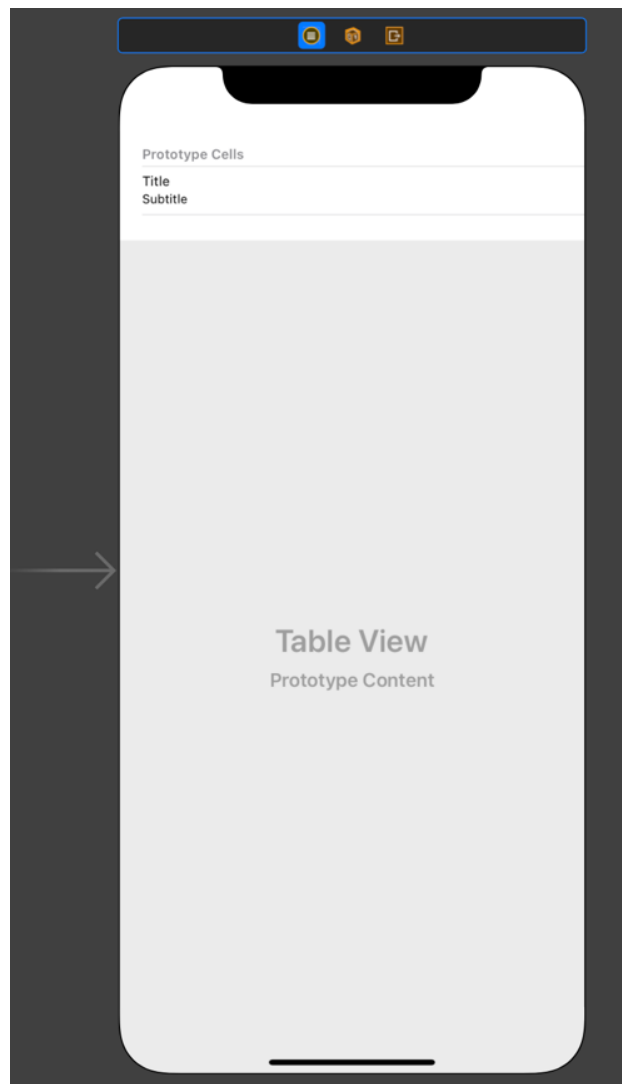 Prototype Cells
Title
Subtitle
Table View
Prototype Content